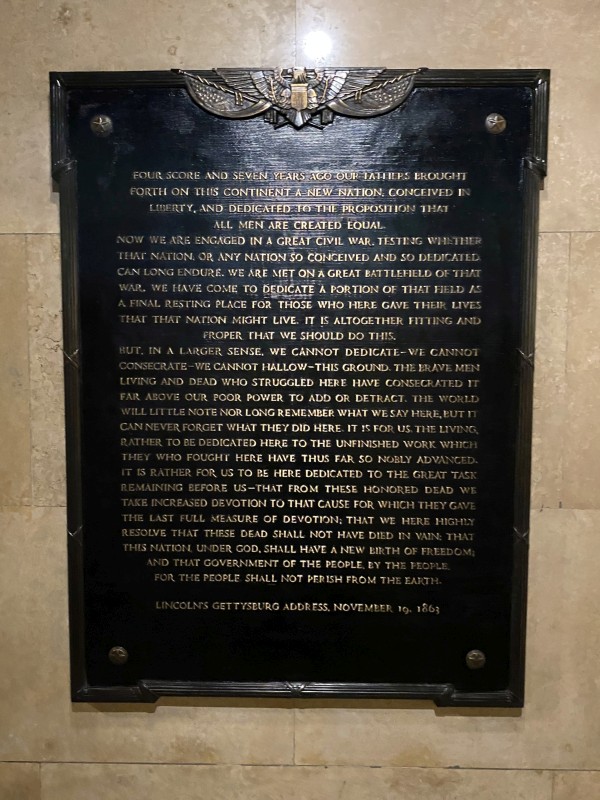 FOUR SCORE AND SEVEN YEARS AGO OUR FATHERS BROUGHT
FORTH ON THIS CONTINENT A NEW NATION, CONCEIVED IN
LIBERTY, AND DEDICATED TO THE PROPOSITION THAT
ALL MEN ARE CREATED EQUAL.
NOW WE ARE ENGAGED IN A GREAT CIVIL WAR, TESTING WHETHER
THAT NATION, OR ANY NATION SO CONCEIVED AND SO DEDICATED,
CAN LONG ENDURE. WE ARE MET ON A GREAT BATTLEFIELD OF THAT
WAR. WE HAVE COME TO DEDICATE A PORTION OF THAT FIELD AS
A FINAL RESTING PLACE FOR THOSE WHO HERE GAVE THEIR LIVES
THAT THAT NATION MIGHT LIVE. IT IS ALTOGETHER FITTING AND
PROPER THAT WE SHOULD DO THIS.
BUT, IN A LARGER SENSE, WE CANNOT DEDICATE—WE CANNOT
CONSECRATE—WE CANNOT HALLOW—THIS GROUND. THE BRAVE MEN
LIVING AND DEAD WHO STRUGGLED HERE HAVE CONSECRATED IT
FAR ABOVE OUR POOR POWER TO ADD OR DETRACT. THE WORLD
WILL LITTLE NOTE NOR LONG REMEMBER WHAT WE SAY HERE, BUT IT
CAN NEVER FORGET WHAT THEY DID HERE. IT IS FOR US, THE LIVING,
RATHER TO BE DEDICATED HERE TO THE UNFINISHED WORK WHICH
THEY WHO FOUGHT HERE HAVE THUS FAR SO NOBLY ADVANCED.
IT IS RATHER FOR US TO BE HERE DEDICATED TO THE GREAT TASK
REMAINING BEFORE US—THAT FROM THESE HONORED DEAD WE
TAKE INCREASED DEVOTION TO THAT CAUSE FOR WHICH THEY GAVE
THE LAST FULL MEASURE OF DEVOTION; THAT WE HERE HIGHLY
RESOLVE THAT THESE DEAD SHALL NOT HAVE DIED IN VAIN; THAT
THIS NATION, UNDER GOD, SHALL HAVE A NEW BIRTH OF FREEDOM;
AND THAT GOVERNMENT OF THE PEOPLE, BY THE PEOPLE,
FOR THE PEOPLE SHALL NOT PERISH FROM THE EARTH.
LINCOLN'S GETTYSBURG ADDRESS, NOVEMBER 19, 1863